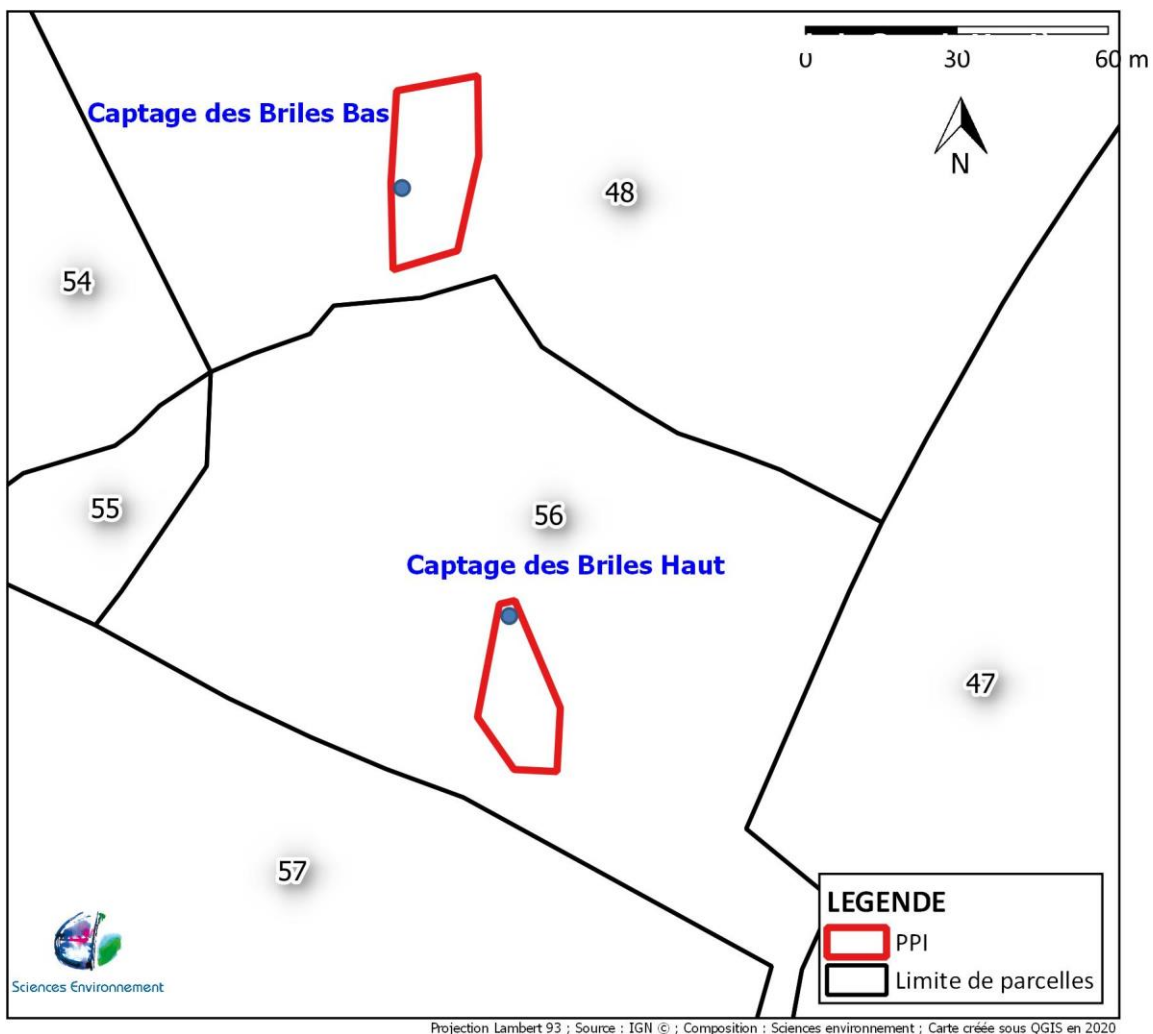 0 30 60 m
N
Captage des Briles Bas
48
54
55
56
Captage des Briles Haut
47
57
LEGENDE
PPI
Limite de parcelles
Sciences Environnement
Projection Lambert 93 ; Source : IGN © ; Composition : Sciences environnement ; Carte créée sous QGIS en 2020